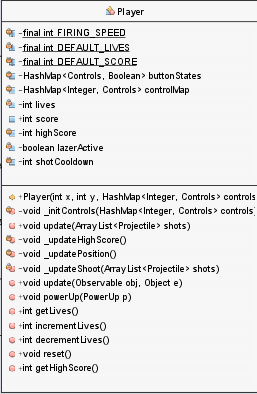 Player
-final int FIRING_SPEED
-final int DEFAULT_LIVES
-final int DEFAULT_SCORE
-HashMap<Controls, Boolean> buttonStates
-HashMap<Integer, Controls> controlMap
-int lives
+int score
-int highScore
-boolean lazerActive
-int shotCooldown
+Player(int x, int y, HashMap<Integer, Controls> controls
-void _initControls(HashMap<Integer, Controls> controls)
+void update(ArrayList<Projectile> shots)
-void _updateHighScore()
-void _updatePosition()
-void _updateShoot(ArrayList<Projectile> shots)
+void update(Observable obj, Object e)
+void powerUp(PowerUp p)
+int getLives()
+int incrementLives()
+int decrementLives()
+void reset()
+int getHighScore()